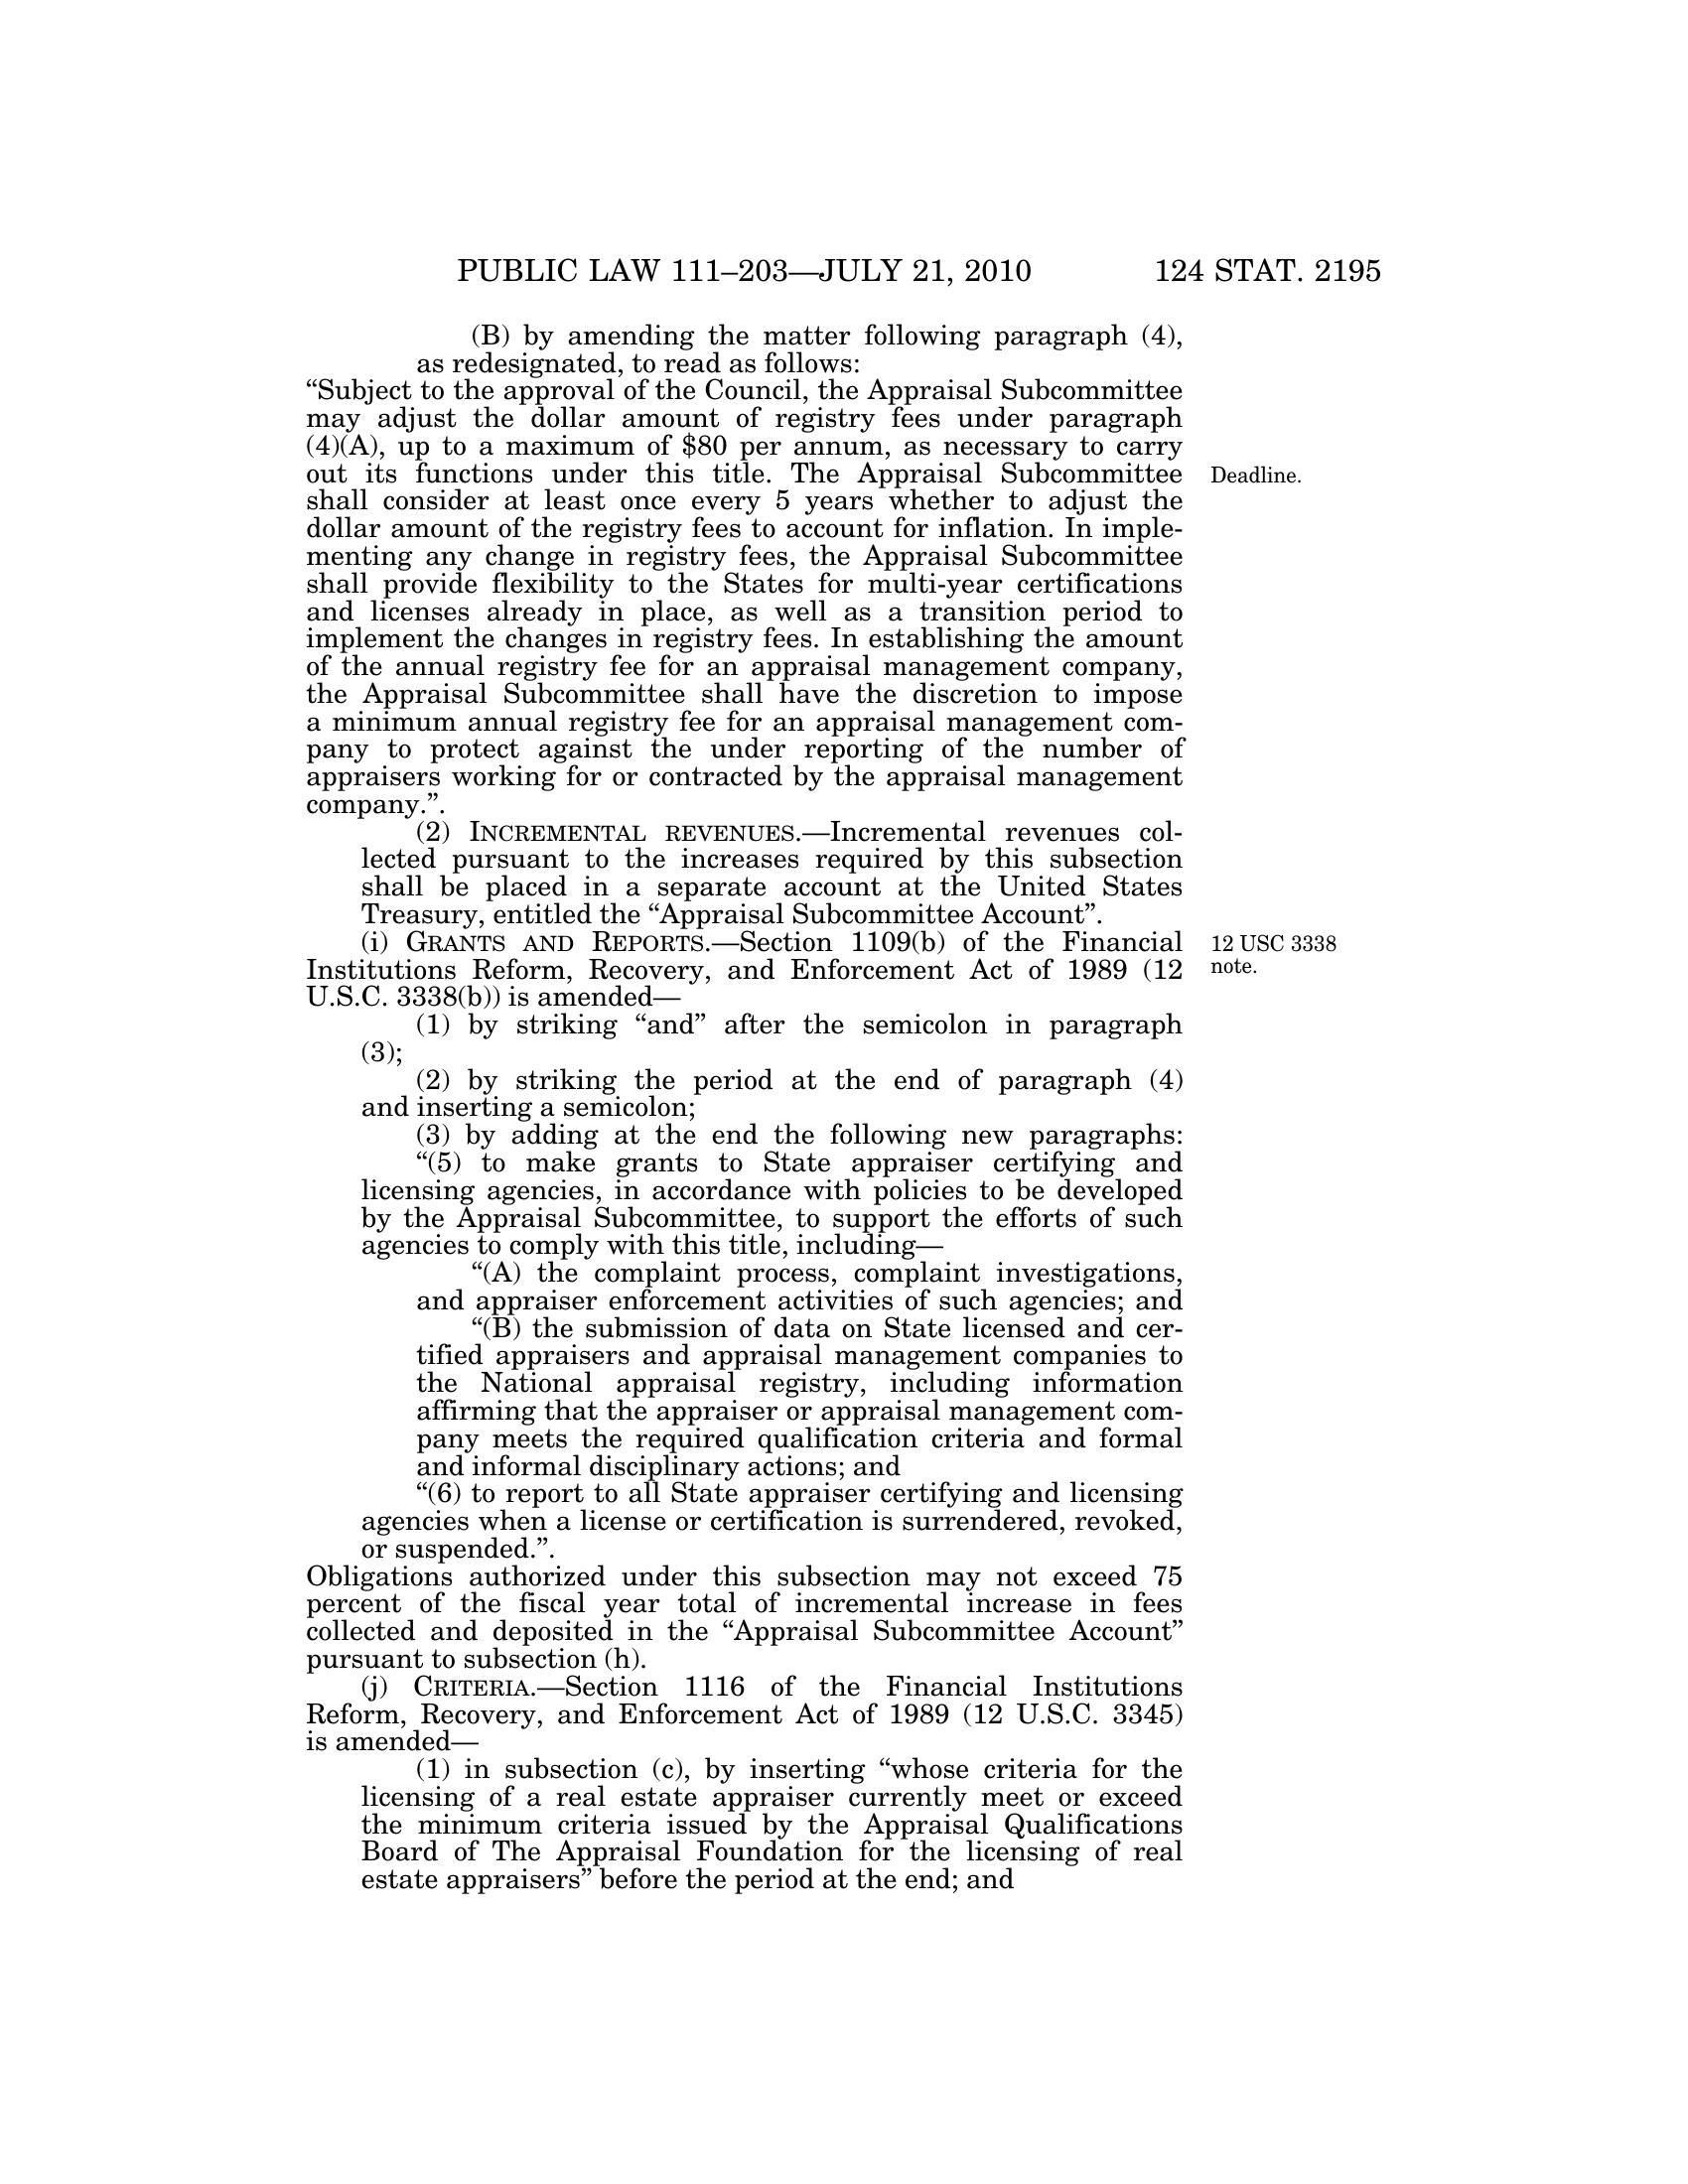 PUBLIC LAW 111–203—JULY 21, 2010 124 STAT. 2195
(B) by amending the matter following paragraph (4),
as redesignated, to read as follows:
“Subject to the approval of the Council, the Appraisal Subcommittee
may adjust the dollar amount of registry fees under paragraph
(4)(A), up to a maximum of $80 per annum, as necessary to carry
out its functions under this title. The Appraisal Subcommittee
Deadline.
shall consider at least once every 5 years whether to adjust the
dollar amount of the registry fees to account for inflation. In imple-
menting any change in registry fees, the Appraisal Subcommittee
shall provide flexibility to the States for multi-year certifications
and licenses already in place, as well as a transition period to
implement the changes in registry fees. In establishing the amount
of the annual registry fee for an appraisal management company,
the Appraisal Subcommittee shall have the discretion to impose
a minimum annual registry fee for an appraisal management com-
pany to protect against the under reporting of the number of
appraisers working for or contracted by the appraisal management
company.”.
(2) INCREMENTAL REVENUES.—Incremental revenues col-
lected pursuant to the increases required by this subsection
shall be placed in a separate account at the United States
Treasury, entitled the “Appraisal Subcommittee Account”.
(i) GRANTS AND REPORTS.—Section 1109(b) of the Financial
12 USC 3338
note.
Institutions Reform, Recovery, and Enforcement Act of 1989 (12
U.S.C. 3338(b)) is amended—
(1) by striking “and” after the semicolon in paragraph
(3);
(2) by striking the period at the end of paragraph (4)
and inserting a semicolon;
(3) by adding at the end the following new paragraphs:
“(5) to make grants to State appraiser certifying and
licensing agencies, in accordance with policies to be developed
by the Appraisal Subcommittee, to support the efforts of such
agencies to comply with this title, including—
“(A) the complaint process, complaint investigations,
and appraiser enforcement activities of such agencies; and
“(B) the submission of data on State licensed and cer-
tified appraisers and appraisal management companies to
the National appraisal registry, including information
affirming that the appraiser or appraisal management com-
pany meets the required qualification criteria and formal
and informal disciplinary actions; and
“(6) to report to all State appraiser certifying and licensing
agencies when a license or certification is surrendered, revoked,
or suspended.”.
Obligations authorized under this subsection may not exceed 75
percent of the fiscal year total of incremental increase in fees
collected and deposited in the “Appraisal Subcommittee Account”
pursuant to subsection (h).
(j) CRITERIA.—Section 1116 of the Financial Institutions
Reform, Recovery, and Enforcement Act of 1989 (12 U.S.C. 3345)
is amended—
(1) in subsection (c), by inserting “whose criteria for the
licensing of a real estate appraiser currently meet or exceed
the minimum criteria issued by the Appraisal Qualifications
Board of The Appraisal Foundation for the licensing of real
estate appraisers” before the period at the end; and